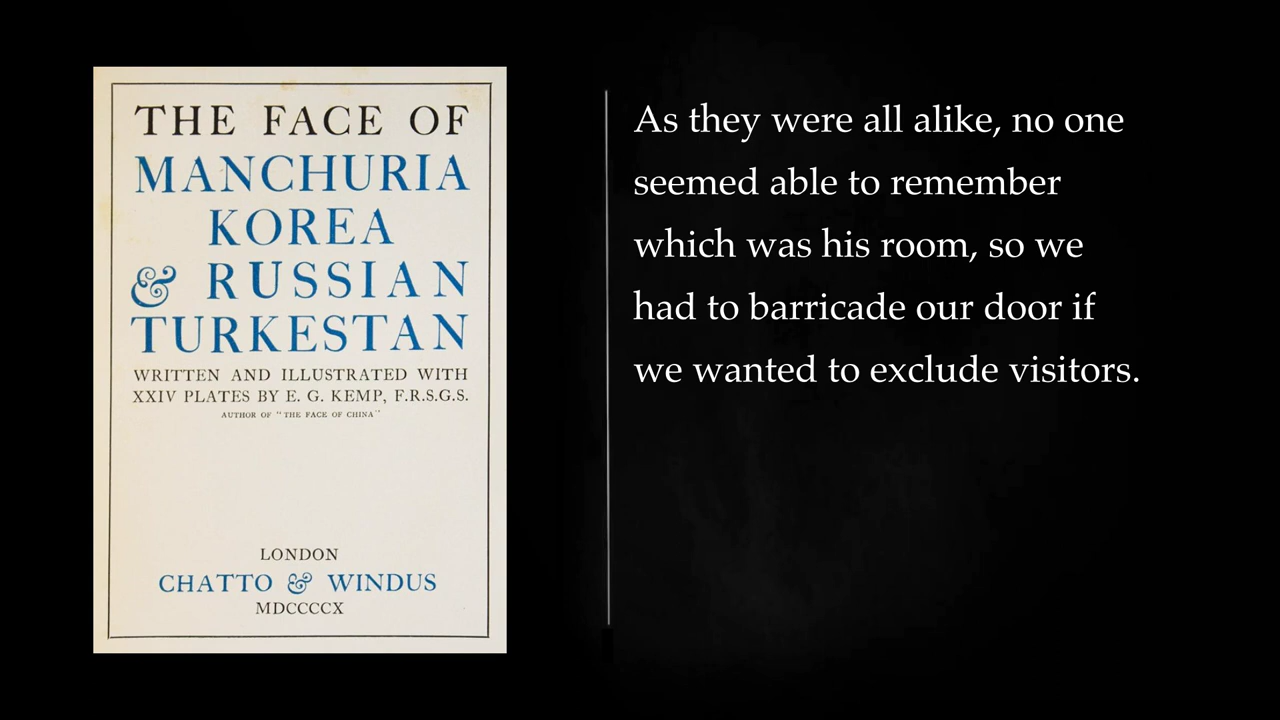 THE FACE OF
MANCHURIA
KOREA
& RUSSIAN
TURKESTAN
WRITTEN AND ILLUSTRATED WITH
XXIV PLATES BY E. G. KEMP, F.R.S.G.S.
AUTHOR OF "THE FACE OF CHINA"
LONDON
CHATTO & WINDUS
MDCCCCX
As they were all alike, no one
seemed able to remember
which was his room, so we
had to barricade our door if
we wanted to exclude visitors.